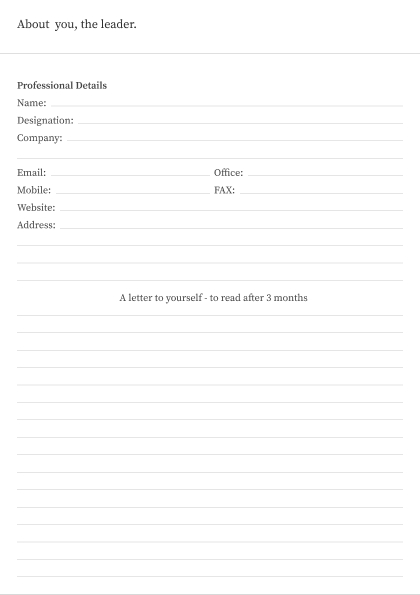 About you, the leader.
Professional Details
Name:
Designation:
Company:
Email: Office:
Mobile: FAX:
Website:
Address:
A letter to yourself - to read after 3 months